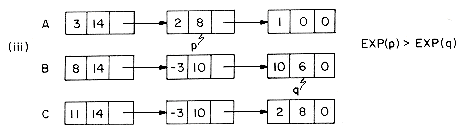 A 3 14 2 8 1 0 0
p
(iii) EXP(p) > EXP(q)
B 8 14 -3 10 10 6 0
q
C 11 14 -3 10 2 8 0